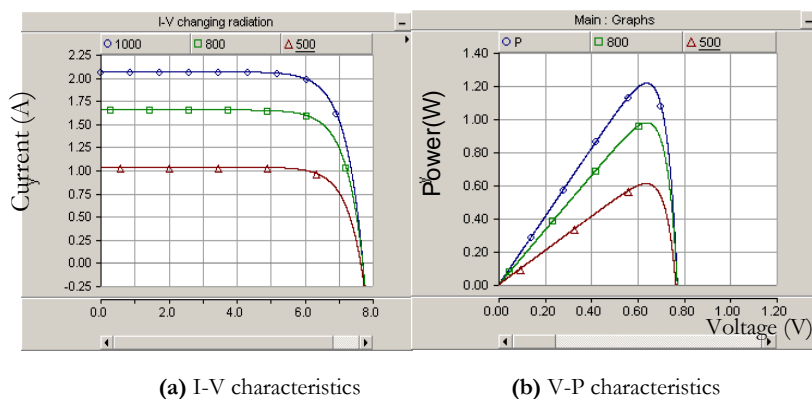 I-V changing radiation
1000 800 500
Current (A)
2.25
2.00
1.75
1.50
1.25
1.00
0.75
0.50
0.25
0.00
-0.25
0.0 2.0 4.0 6.0 8.0
(a) I-V characteristics
Main : Graphs
P 800 500
Power(W)
1.40
1.20
1.00
0.80
0.60
0.40
0.20
0.00
0.00 0.20 0.40 0.60 0.80 1.00 1.20
Voltage (V)
(b) V-P characteristics